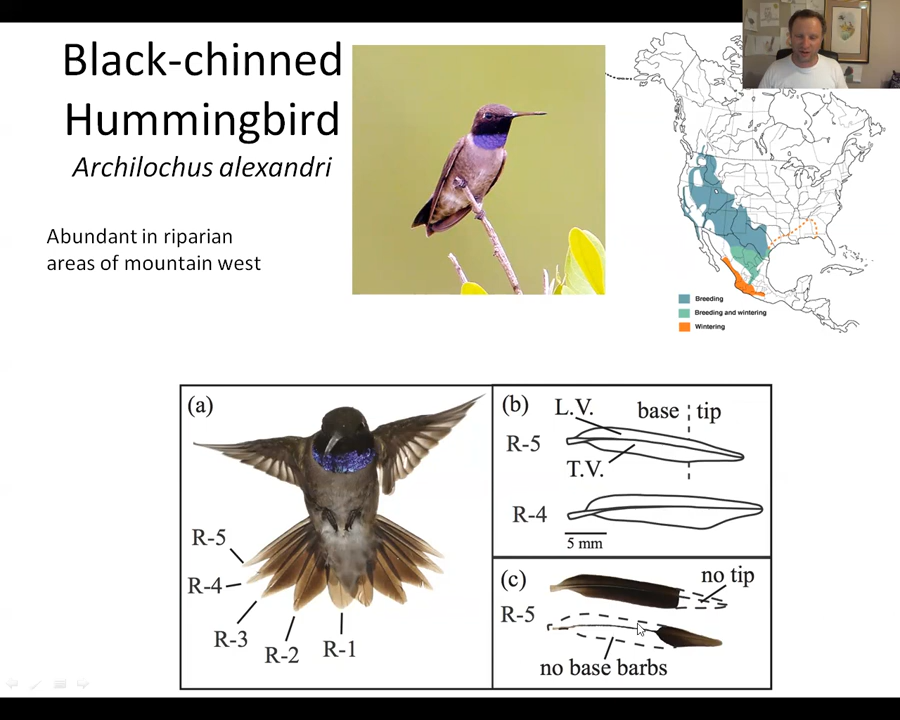 Black-chinned
Hummingbird
Archilochus alexandri
Abundant in riparian
areas of mountain west
Breeding
Breeding and wintering
Wintering
(a)
R-5
R-4
R-3
R-2
R-1
(b)
L.V.
base
tip
R-5
T.V.
R-4
5 mm
(c)
no tip
R-5
no base barbs